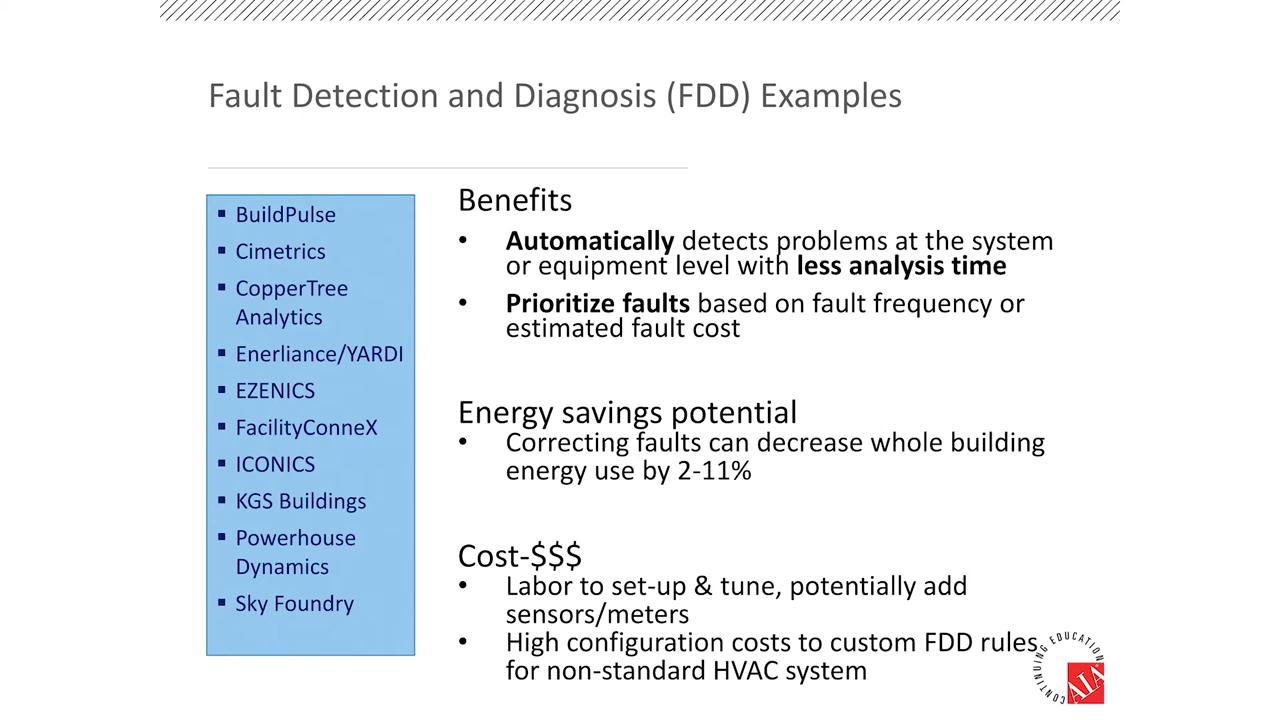 Fault Detection and Diagnosis (FDD) Examples
▪ BuildPulse
▪ Cimetrics
▪ CopperTree
Analytics
▪ Enerliance/YARDI
▪ EZENICS
▪ FacilityConneX
▪ ICONICS
▪ KGS Buildings
▪ Powerhouse
Dynamics
▪ Sky Foundry
Benefits
• Automatically detects problems at the system
or equipment level with less analysis time
• Prioritize faults based on fault frequency or
estimated fault cost
Energy savings potential
• Correcting faults can decrease whole building
energy use by 2-11%
Cost-$$$
• Labor to set-up & tune, potentially add
sensors/meters
• High configuration costs to custom FDD rules
for non-standard HVAC system
CONTINUING EDUCATION
AIA